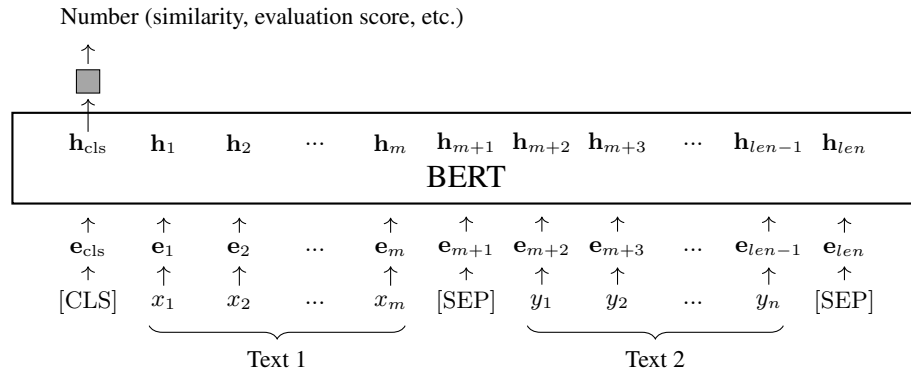 Number (similarity, evaluation score, etc.)
h_cls h_1 h_2 ... h_m h_{m+1} h_{m+2} h_{m+3} ... h_{len−1} h_{len}
BERT
e_cls e_1 e_2 ... e_m e_{m+1} e_{m+2} e_{m+3} ... e_{len−1} e_{len}
[CLS] x_1 x_2 ... x_m [SEP] y_1 y_2 ... y_n [SEP]
Text 1 Text 2